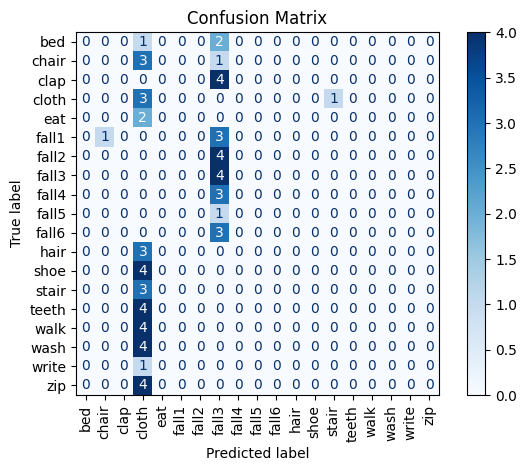 Confusion Matrix
bed 0 0 0 1 0 0 0 2 0 0 0 0 0 0 0 0 0 0 0
chair 0 0 0 3 0 0 0 1 0 0 0 0 0 0 0 0 0 0 0
clap 0 0 0 0 0 0 0 4 0 0 0 0 0 0 0 0 0 0 0
cloth 0 0 0 3 0 0 0 0 0 0 0 0 0 1 0 0 0 0 0
eat 0 0 0 2 0 0 0 0 0 0 0 0 0 0 0 0 0 0 0
fall1 0 1 0 0 0 0 0 3 0 0 0 0 0 0 0 0 0 0 0
fall2 0 0 0 0 0 0 0 4 0 0 0 0 0 0 0 0 0 0 0
fall3 0 0 0 0 0 0 0 4 0 0 0 0 0 0 0 0 0 0 0
fall4 0 0 0 0 0 0 0 3 0 0 0 0 0 0 0 0 0 0 0
fall5 0 0 0 0 0 0 0 1 0 0 0 0 0 0 0 0 0 0 0
fall6 0 0 0 0 0 0 0 3 0 0 0 0 0 0 0 0 0 0 0
hair 0 0 0 3 0 0 0 0 0 0 0 0 0 0 0 0 0 0 0
shoe 0 0 0 4 0 0 0 0 0 0 0 0 0 0 0 0 0 0 0
stair 0 0 0 3 0 0 0 0 0 0 0 0 0 0 0 0 0 0 0
teeth 0 0 0 4 0 0 0 0 0 0 0 0 0 0 0 0 0 0 0
walk 0 0 0 4 0 0 0 0 0 0 0 0 0 0 0 0 0 0 0
wash 0 0 0 4 0 0 0 0 0 0 0 0 0 0 0 0 0 0 0
write 0 0 0 1 0 0 0 0 0 0 0 0 0 0 0 0 0 0 0
zip 0 0 0 4 0 0 0 0 0 0 0 0 0 0 0 0 0 0 0
True label
bed chair clap cloth eat fall1 fall2 fall3 fall4 fall5 fall6 hair shoe stair teeth walk wash write zip
Predicted label
4.0
3.5
3.0
2.5
2.0
1.5
1.0
0.5
0.0